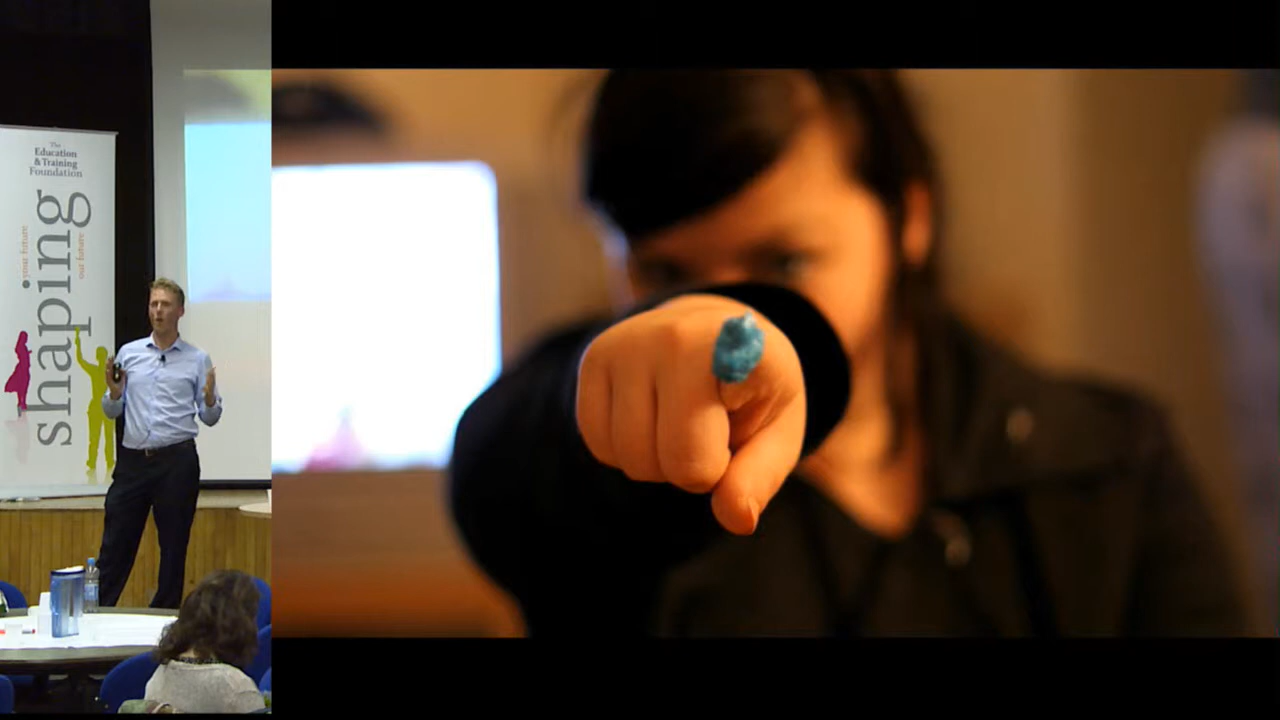 The
Education
& Training
Foundation
shaping
your future
our future